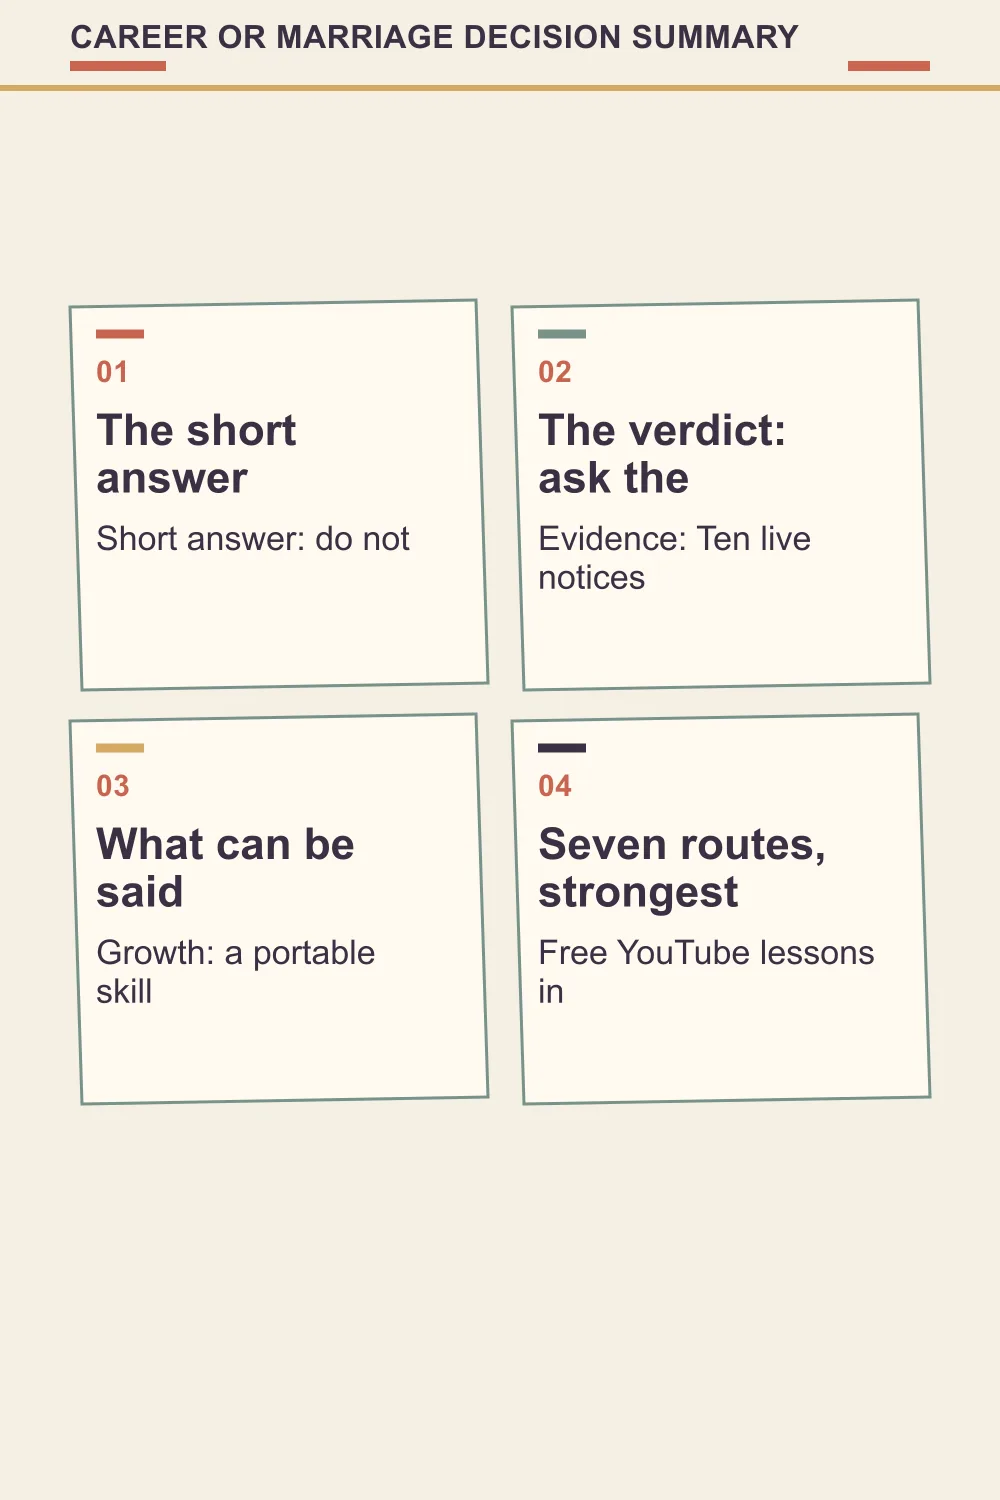 CAREER OR MARRIAGE DECISION SUMMARY
01
The short
answer
Short answer: do not
02
The verdict:
ask the
Evidence: Ten live
notices
03
What can be
said
Growth: a portable
skill
04
Seven routes,
strongest
Free YouTube lessons
in